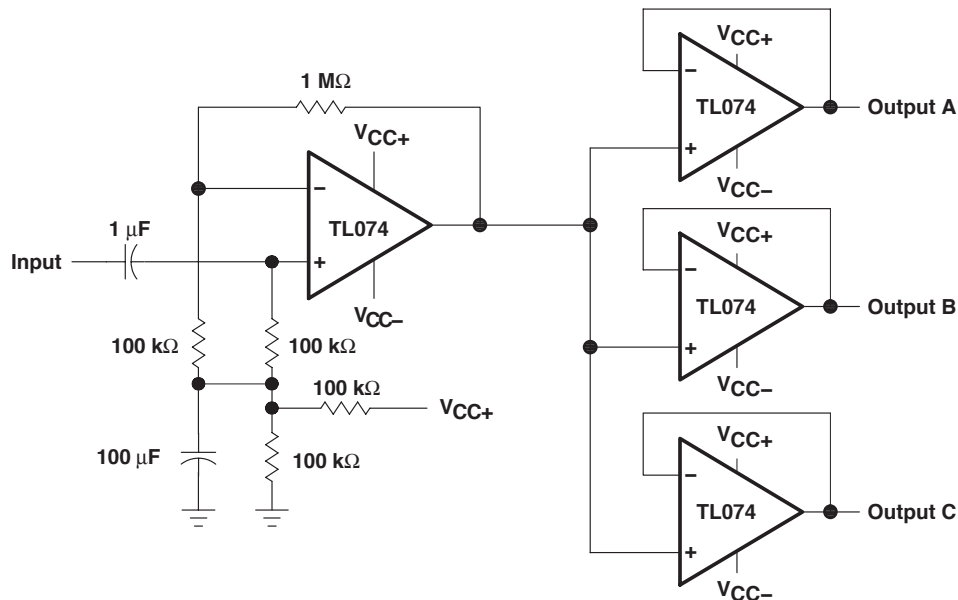 1 MΩ
VCC+
TL074
VCC–
1 μF
Input
100 kΩ
100 kΩ
100 kΩ
VCC+
100 μF
100 kΩ
–
+
VCC+
–
TL074
+
VCC–
Output A
VCC+
–
TL074
+
VCC–
Output B
VCC+
–
TL074
+
VCC–
Output C